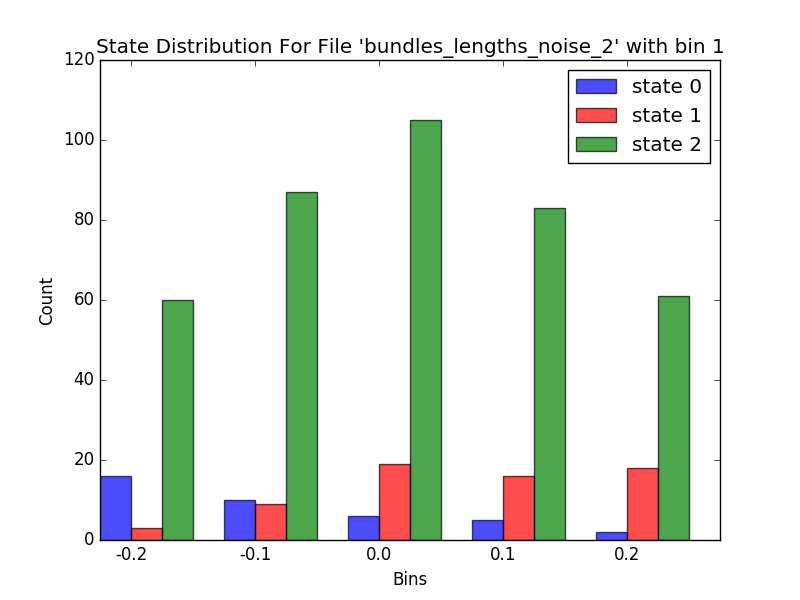 State Distribution For File 'bundles_lengths_noise_2' with bin 1
120
100
80
60
40
20
0
Count
state 0
state 1
state 2
-0.2 -0.1 0.0 0.1 0.2
Bins